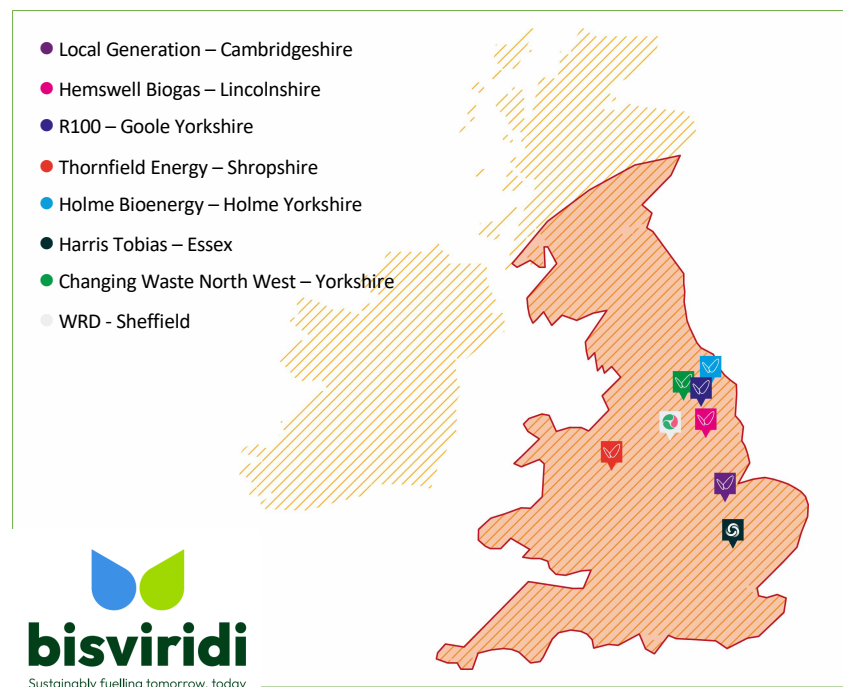 Local Generation – Cambridgeshire
Hemswell Biogas – Lincolnshire
R100 – Goole Yorkshire
Thornfield Energy – Shropshire
Holme Bioenergy – Holme Yorkshire
Harris Tobias – Essex
Changing Waste North West – Yorkshire
WRD - Sheffield
bisviridi
Sustainably fuelling tomorrow, today